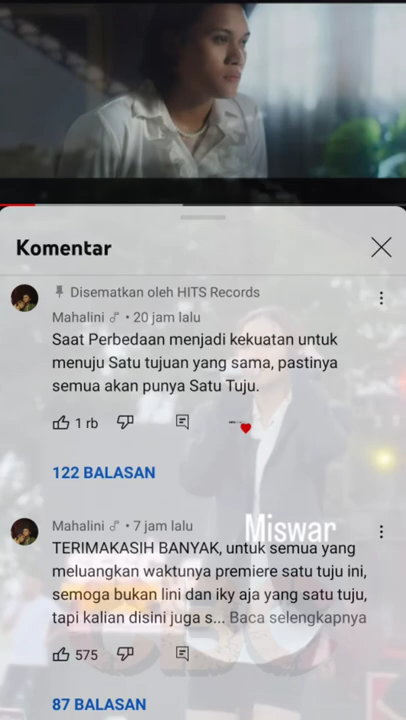 Komentar
Disematkan oleh HITS Records
Mahalini • 20 jam lalu
Saat Perbedaan menjadi kekuatan untuk
menuju Satu tujuan yang sama, pastinya
semua akan punya Satu Tuju.
1 rb
122 BALASAN
Mahalini • 7 jam lalu
Miswar
TERIMAKASIH BANYAK, untuk semua yang
meluangkan waktunya premiere satu tuju ini,
semoga bukan lini dan iky aja yang satu tuju,
tapi kalian disini juga s... Baca selengkapnya
575
87 BALASAN